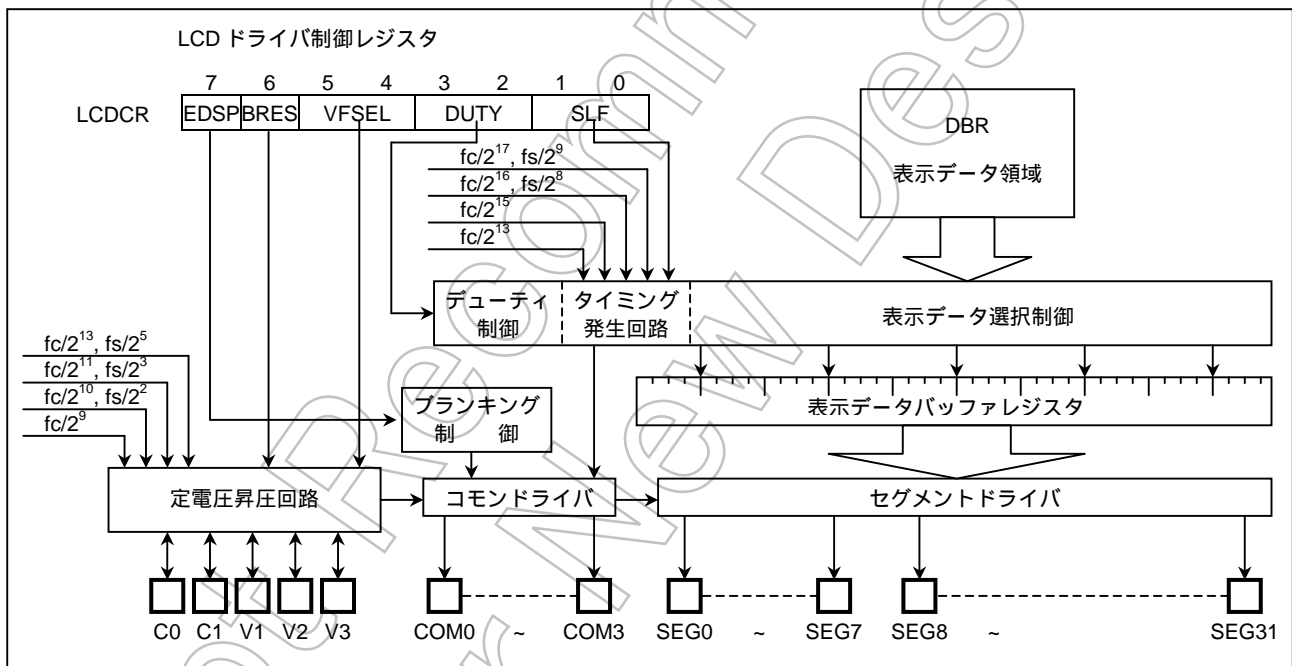 LCD ドライバ制御レジスタ
7 6 5 4 3 2 1 0
LCDCR EDSP BRES VFSEL DUTY SLF
DBR
表示データ領域
fc/2^17, fs/2^9
fc/2^16, fs/2^8
fc/2^15
fc/2^13
デューティ制御
タイミング発生回路
表示データ選択制御
fc/2^13, fs/2^5
fc/2^11, fs/2^3
fc/2^10, fs/2^2
fc/2^9
ブランキング制 御
表示データバッファレジスタ
定電圧昇圧回路
コモンドライバ
セグメントドライバ
C0 C1 V1 V2 V3 COM0 ~ COM3 SEG0 ~ SEG7 SEG8 ~ SEG31